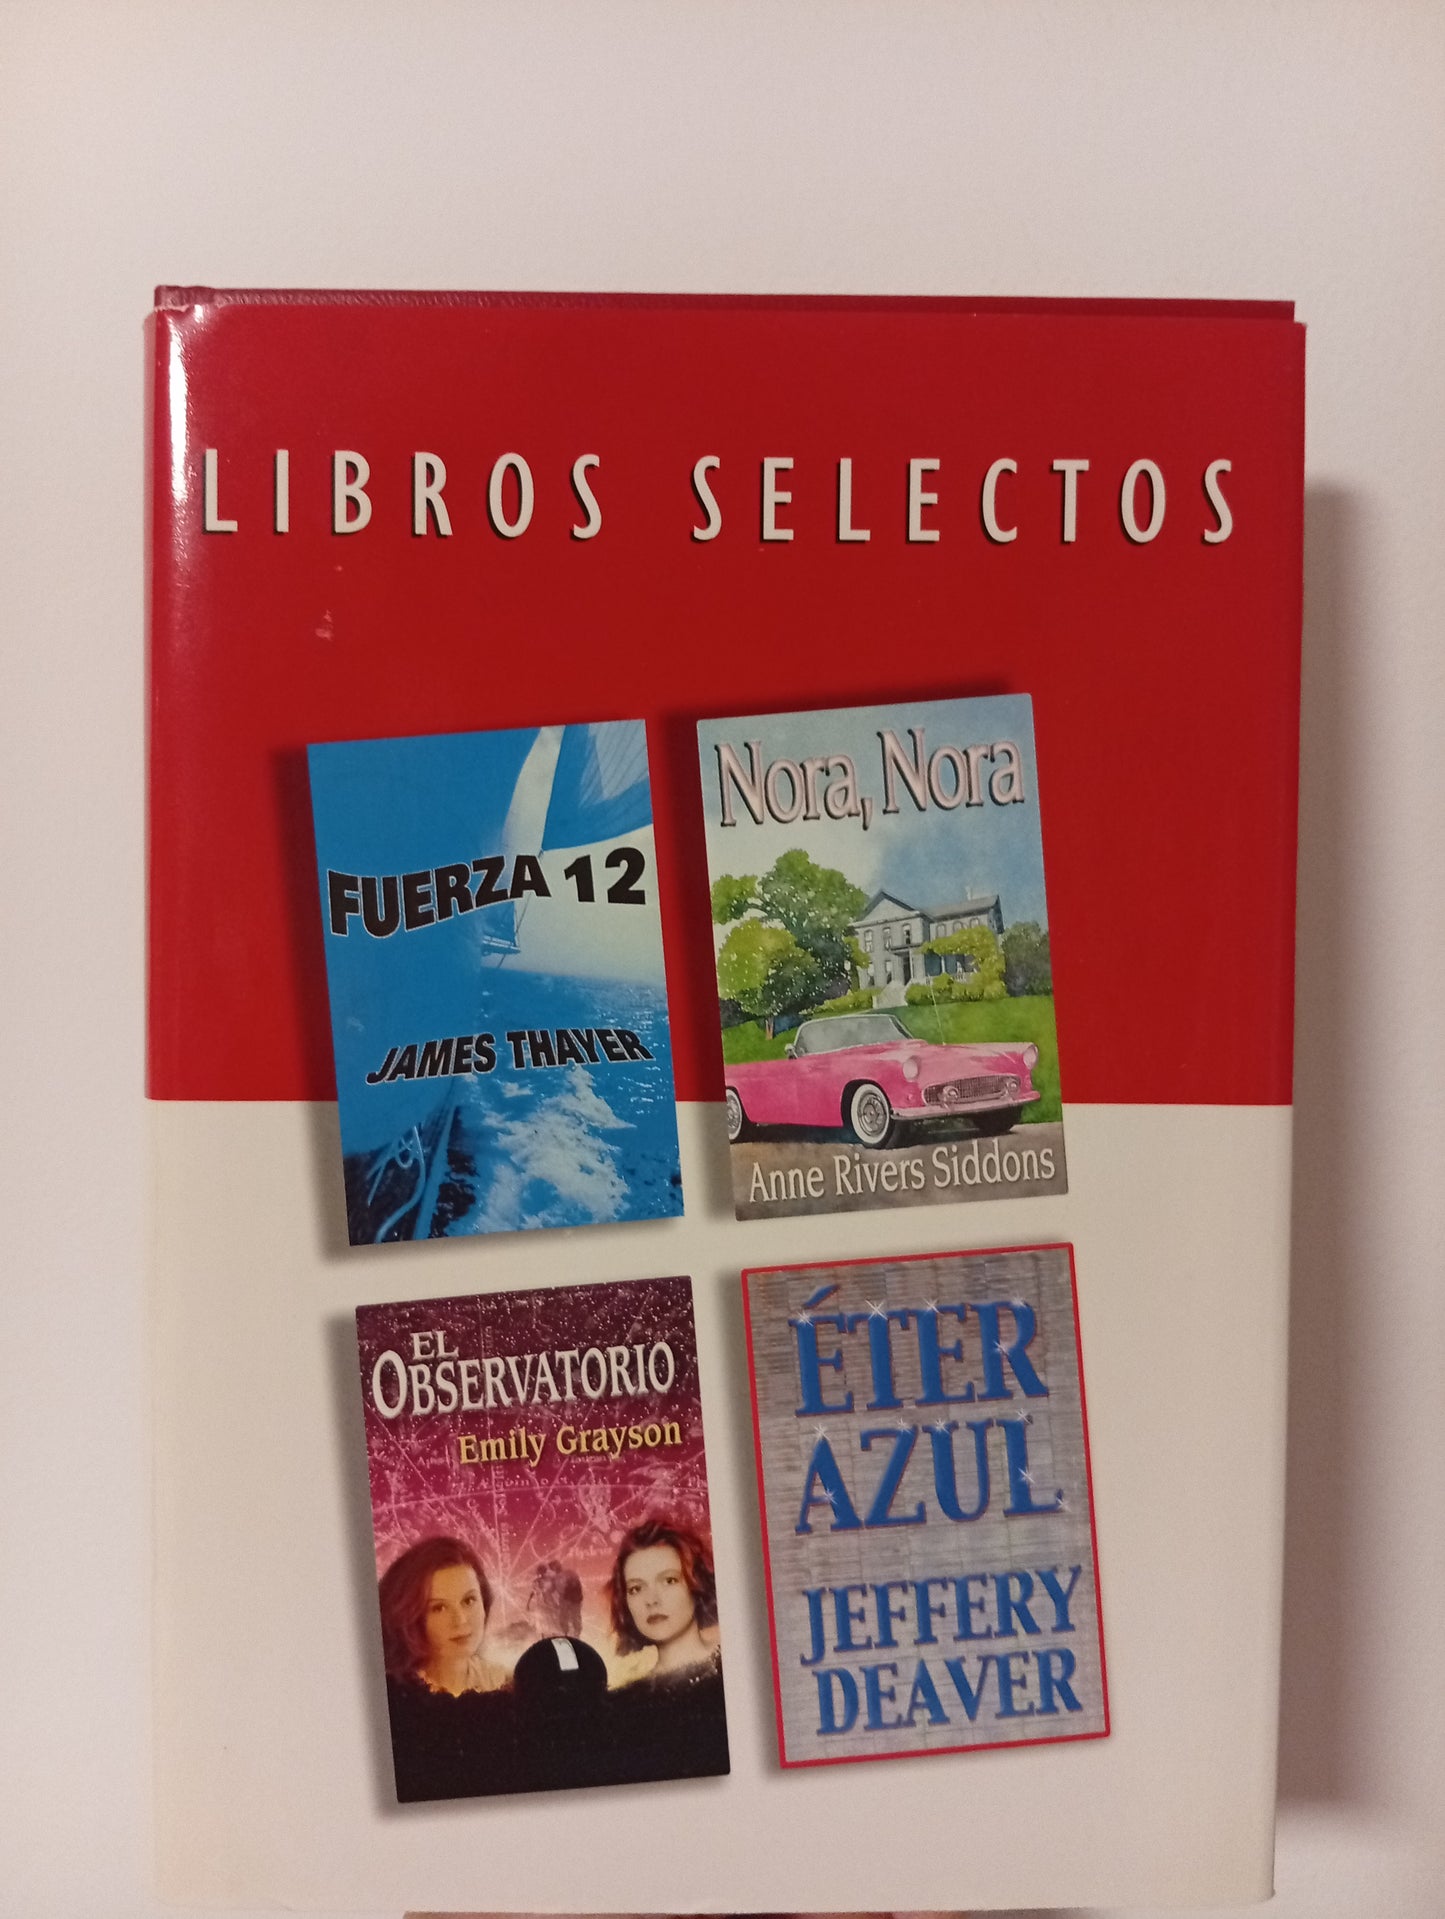 LIBROS SELECTOS
FUERZA 12
JAMES THAYER
Nora, Nora
Anne Rivers Siddons
EL
OBSERVATORIO
Emily Grayson
ÉTER
AZUL
JEFFERY
DEAVER